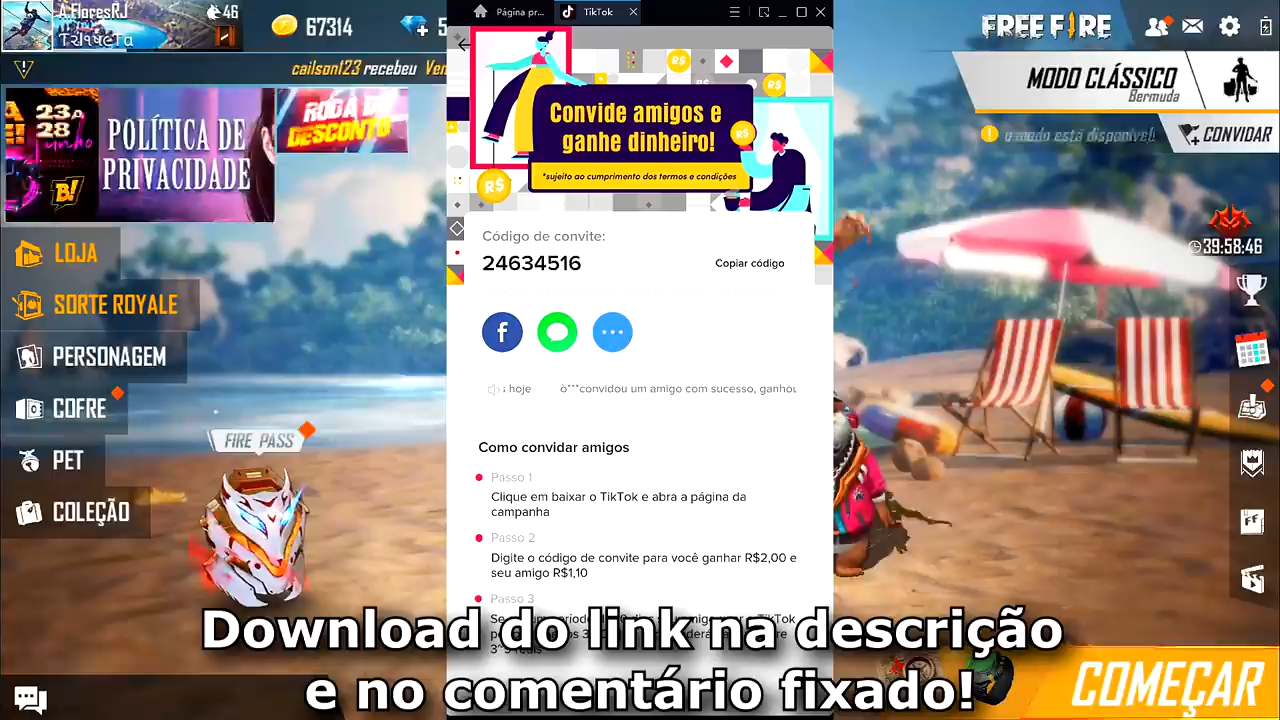 A.FloresRJ
46
67314
5
Página pr...
TikTok
FREE FIRE
MODO CLÁSSICO
Bermuda
CONVIDAR
cailson123 recebeu
23A
28
POLÍTICA DE
PRIVACIDADE
RODA DE
DESCONTO
B!
Convide amigos e
ganhe dinheiro!
*sujeito ao cumprimento dos termos e condições
R$
R$
R$
R$
39:58:46
LOJA
SORTE ROYALE
PERSONAGEM
COFRE
PET
COLEÇÃO
FIRE PASS
Código de convite:
24634516
Copiar código
hoje
ò***convidou um amigo com sucesso, ganhou
Como convidar amigos
Passo 1
Clique em baixar o TikTok e abra a página da
campanha
Passo 2
Digite o código de convite para você ganhar R$2,00 e
seu amigo R$1,10
Passo 3
Download do link na descrição
e no comentário fixado!
COMEÇAR